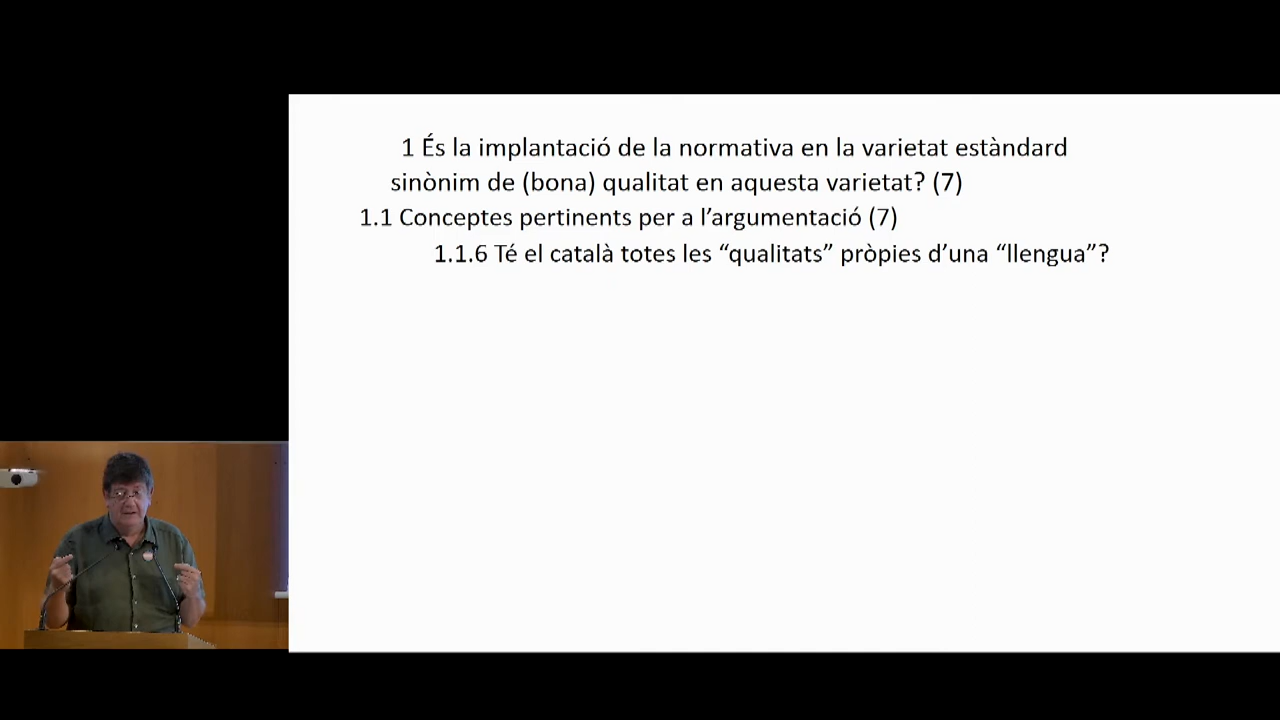 1 És la implantació de la normativa en la varietat estàndard
sinònim de (bona) qualitat en aquesta varietat? (7)
1.1 Conceptes pertinents per a l’argumentació (7)
1.1.6 Té el català totes les “qualitats” pròpies d’una “llengua”?